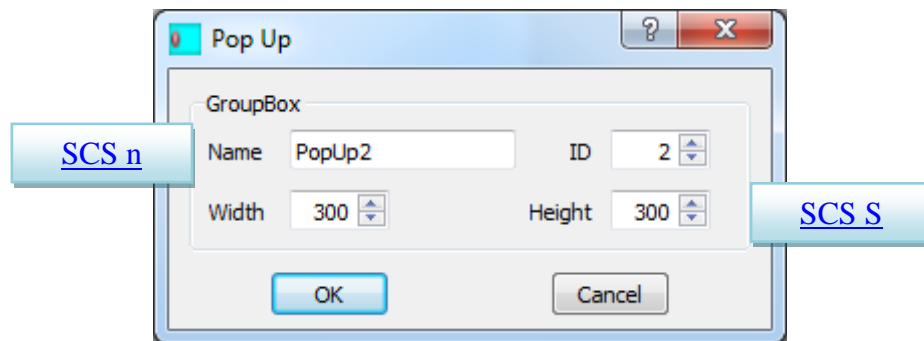 Pop Up
GroupBox
SCS n
Name PopUp2 ID 2
Width 300 Height 300
SCS S
OK Cancel